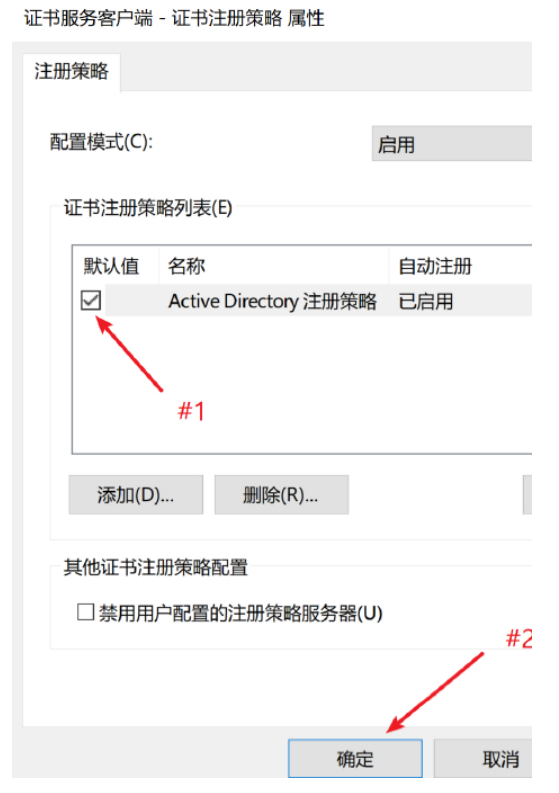 证书服务客户端 - 证书注册策略 属性
注册策略
配置模式(C):
启用
证书注册策略列表(E)
默认值 名称 自动注册
Active Directory 注册策略 已启用
#1
添加(D)... 删除(R)...
其他证书注册策略配置
禁用用户配置的注册策略服务器(U)
#2
确定 取消